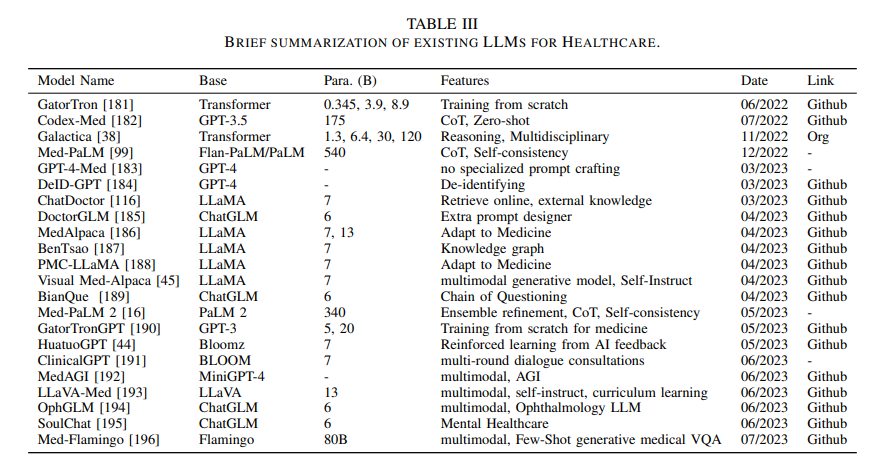 TABLE III
BRIEF SUMMARIZATION OF EXISTING LLMS FOR HEALTHCARE.
Model Name Base Para. (B) Features Date Link
GatorTron [181] Transformer 0.345, 3.9, 8.9 Training from scratch 06/2022 Github
Codex-Med [182] GPT-3.5 175 CoT, Zero-shot 07/2022 Github
Galactica [38] Transformer 1.3, 6.4, 30, 120 Reasoning, Multidisciplinary 11/2022 Org
Med-PaLM [99] Flan-PaLM/PaLM 540 CoT, Self-consistency 12/2022 -
GPT-4-Med [183] GPT-4 - no specialized prompt crafting 03/2023 -
DeID-GPT [184] GPT-4 - De-identifying 03/2023 Github
ChatDoctor [116] LLaMA 7 Retrieve online, external knowledge 03/2023 Github
DoctorGLM [185] ChatGLM 6 Extra prompt designer 04/2023 Github
MedAlpaca [186] LLaMA 7, 13 Adapt to Medicine 04/2023 Github
BenTsao [187] LLaMA 7 Knowledge graph 04/2023 Github
PMC-LLaMA [188] LLaMA 7 Adapt to Medicine 04/2023 Github
Visual Med-Alpaca [45] LLaMA 7 multimodal generative model, Self-Instruct 04/2023 Github
BianQue [189] ChatGLM 6 Chain of Questioning 04/2023 Github
Med-PaLM 2 [16] PaLM 2 340 Ensemble refinement, CoT, Self-consistency 05/2023 -
GatorTronGPT [190] GPT-3 5, 20 Training from scratch for medicine 05/2023 Github
HuatuoGPT [44] Bloomz 7 Reinforced learning from AI feedback 05/2023 Github
ClinicalGPT [191] BLOOM 7 multi-round dialogue consultations 06/2023 -
MedAGI [192] MiniGPT-4 - multimodal, AGI 06/2023 Github
LLaVA-Med [193] LLaVA 13 multimodal, self-instruct, curriculum learning 06/2023 Github
OphGLM [194] ChatGLM 6 multimodal, Ophthalmology LLM 06/2023 Github
SoulChat [195] ChatGLM 6 Mental Healthcare 06/2023 Github
Med-Flamingo [196] Flamingo 80B multimodal, Few-Shot generative medical VQA 07/2023 Github